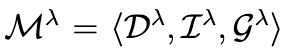 ℳ^λ = ⟨𝒟^λ, ℐ^λ, 𝒢^λ⟩